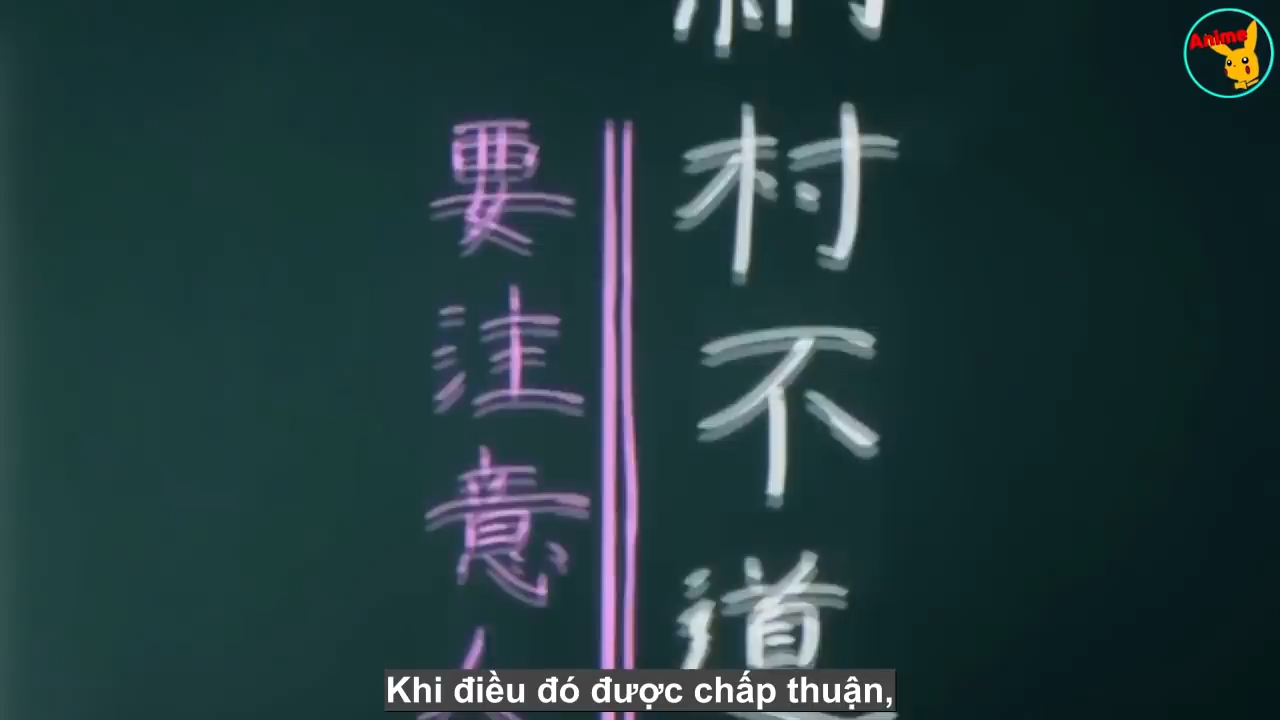 村不道
要注意
Khi điều đó được chấp thuận,
Anime